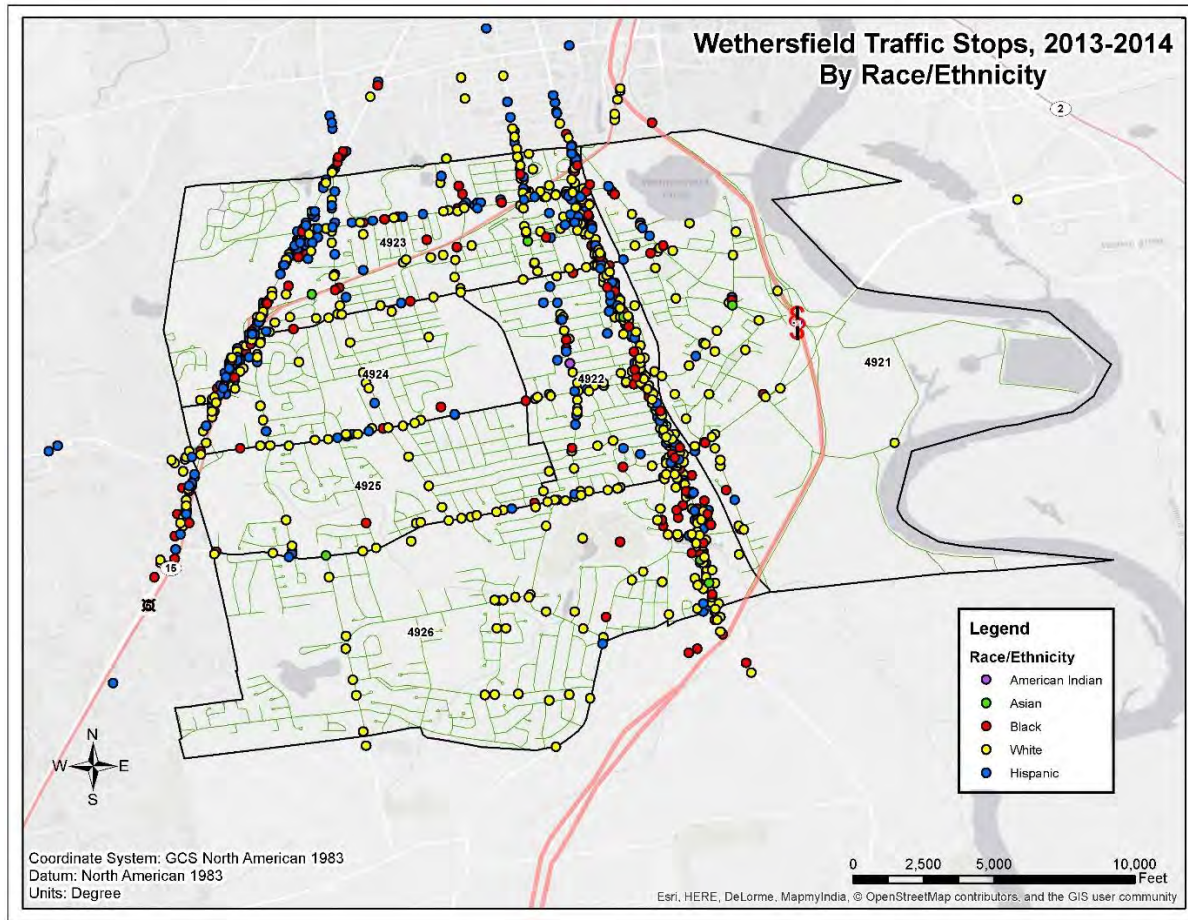 Wethersfield Traffic Stops, 2013-2014
By Race/Ethnicity
2
4923
4924
4922
4921
4925
15
4926
Legend
Race/Ethnicity
American Indian
Asian
Black
White
Hispanic
N
W E
S
Coordinate System: GCS North American 1983
Datum: North American 1983
Units: Degree
0 2,500 5,000 10,000
Feet
Esri, HERE, DeLorme, MapmyIndia, © OpenStreetMap contributors, and the GIS user community